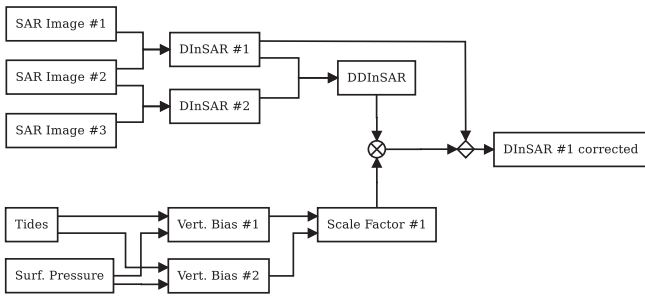 SAR Image #1
SAR Image #2
SAR Image #3
DInSAR #1
DInSAR #2
DDInSAR
DInSAR #1 corrected
Tides
Surf. Pressure
Vert. Bias #1
Vert. Bias #2
Scale Factor #1